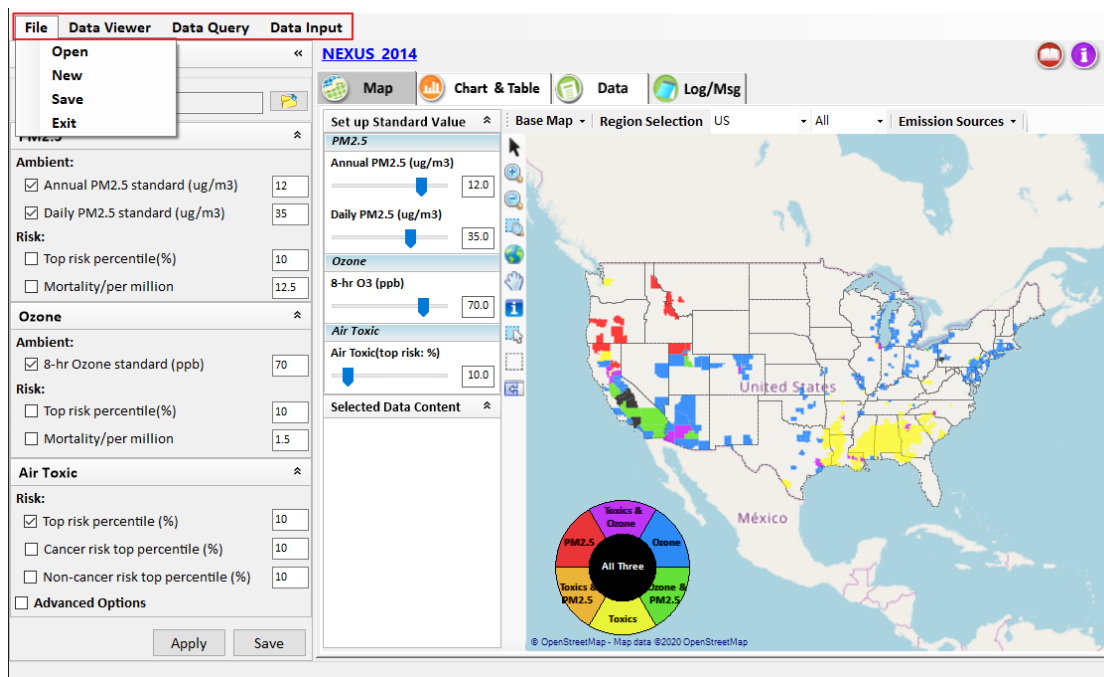 File Data Viewer Data Query Data Input
Open
New
Save
Exit
«
NEXUS 2014
Map Chart & Table Data Log/Msg
PM2.5
Ambient:
Annual PM2.5 standard (ug/m3) 12
Daily PM2.5 standard (ug/m3) 35
Risk:
Top risk percentile(%) 10
Mortality/per million 12.5
Ozone
Ambient:
8-hr Ozone standard (ppb) 70
Risk:
Top risk percentile(%) 10
Mortality/per million 1.5
Air Toxic
Risk:
Top risk percentile (%) 10
Cancer risk top percentile (%) 10
Non-cancer risk top percentile (%) 10
Advanced Options
Apply Save
Set up Standard Value
PM2.5
Annual PM2.5 (ug/m3)
12.0
Daily PM2.5 (ug/m3)
35.0
Ozone
8-hr O3 (ppb)
70.0
Air Toxic
Air Toxic(top risk: %)
10.0
Selected Data Content
Base Map Region Selection US All Emission Sources
United States
México
Toxics & Ozone
PM2.5
Ozone
All Three
Toxics & PM2.5
Ozone & PM2.5
Toxics
© OpenStreetMap - Map data ©2020 OpenStreetMap